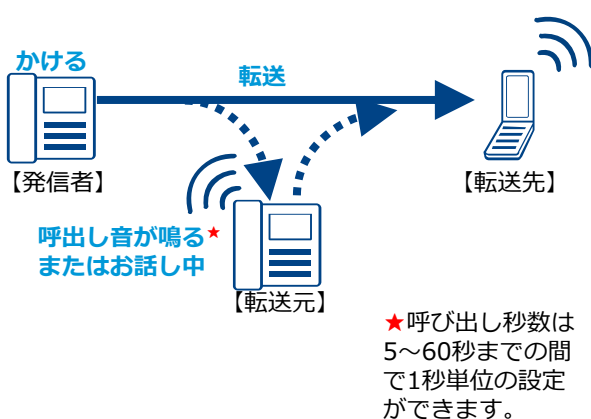 かける
転送
【発信者】
【転送先】
呼出し音が鳴る★
またはお話し中
【転送元】
★呼び出し秒数は
5～60秒までの間
で1秒単位の設定
ができます。